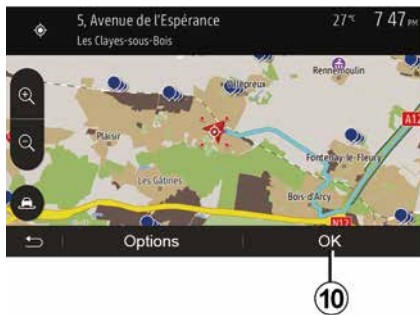 5, Avenue de l'Espérance
27°C 7 47 PM
Les Clayes-sous-Bois
Rennemoulin
Villepreux
A12
Plaisir
Fontenay-le-Fleury
Les Gâtines
Bois-d'Arcy
N12
Options
OK
10